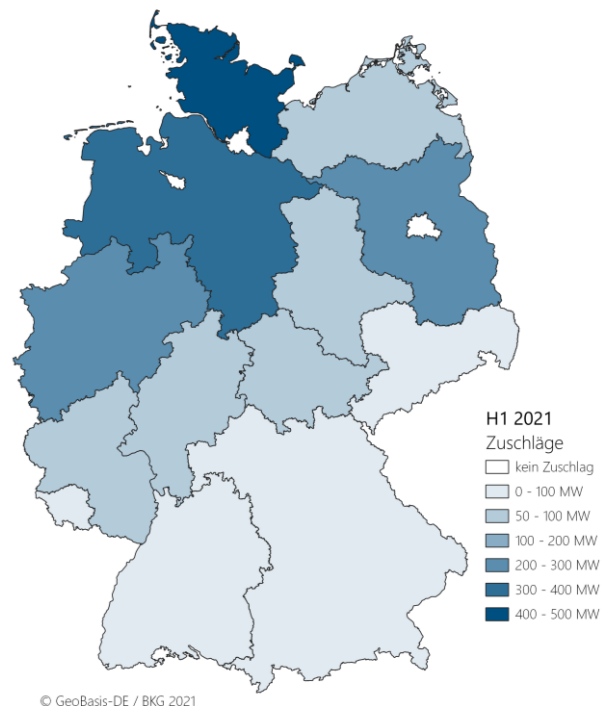 H1 2021
Zuschläge
kein Zuschlag
0 - 100 MW
50 - 100 MW
100 - 200 MW
200 - 300 MW
300 - 400 MW
400 - 500 MW
© GeoBasis-DE / BKG 2021